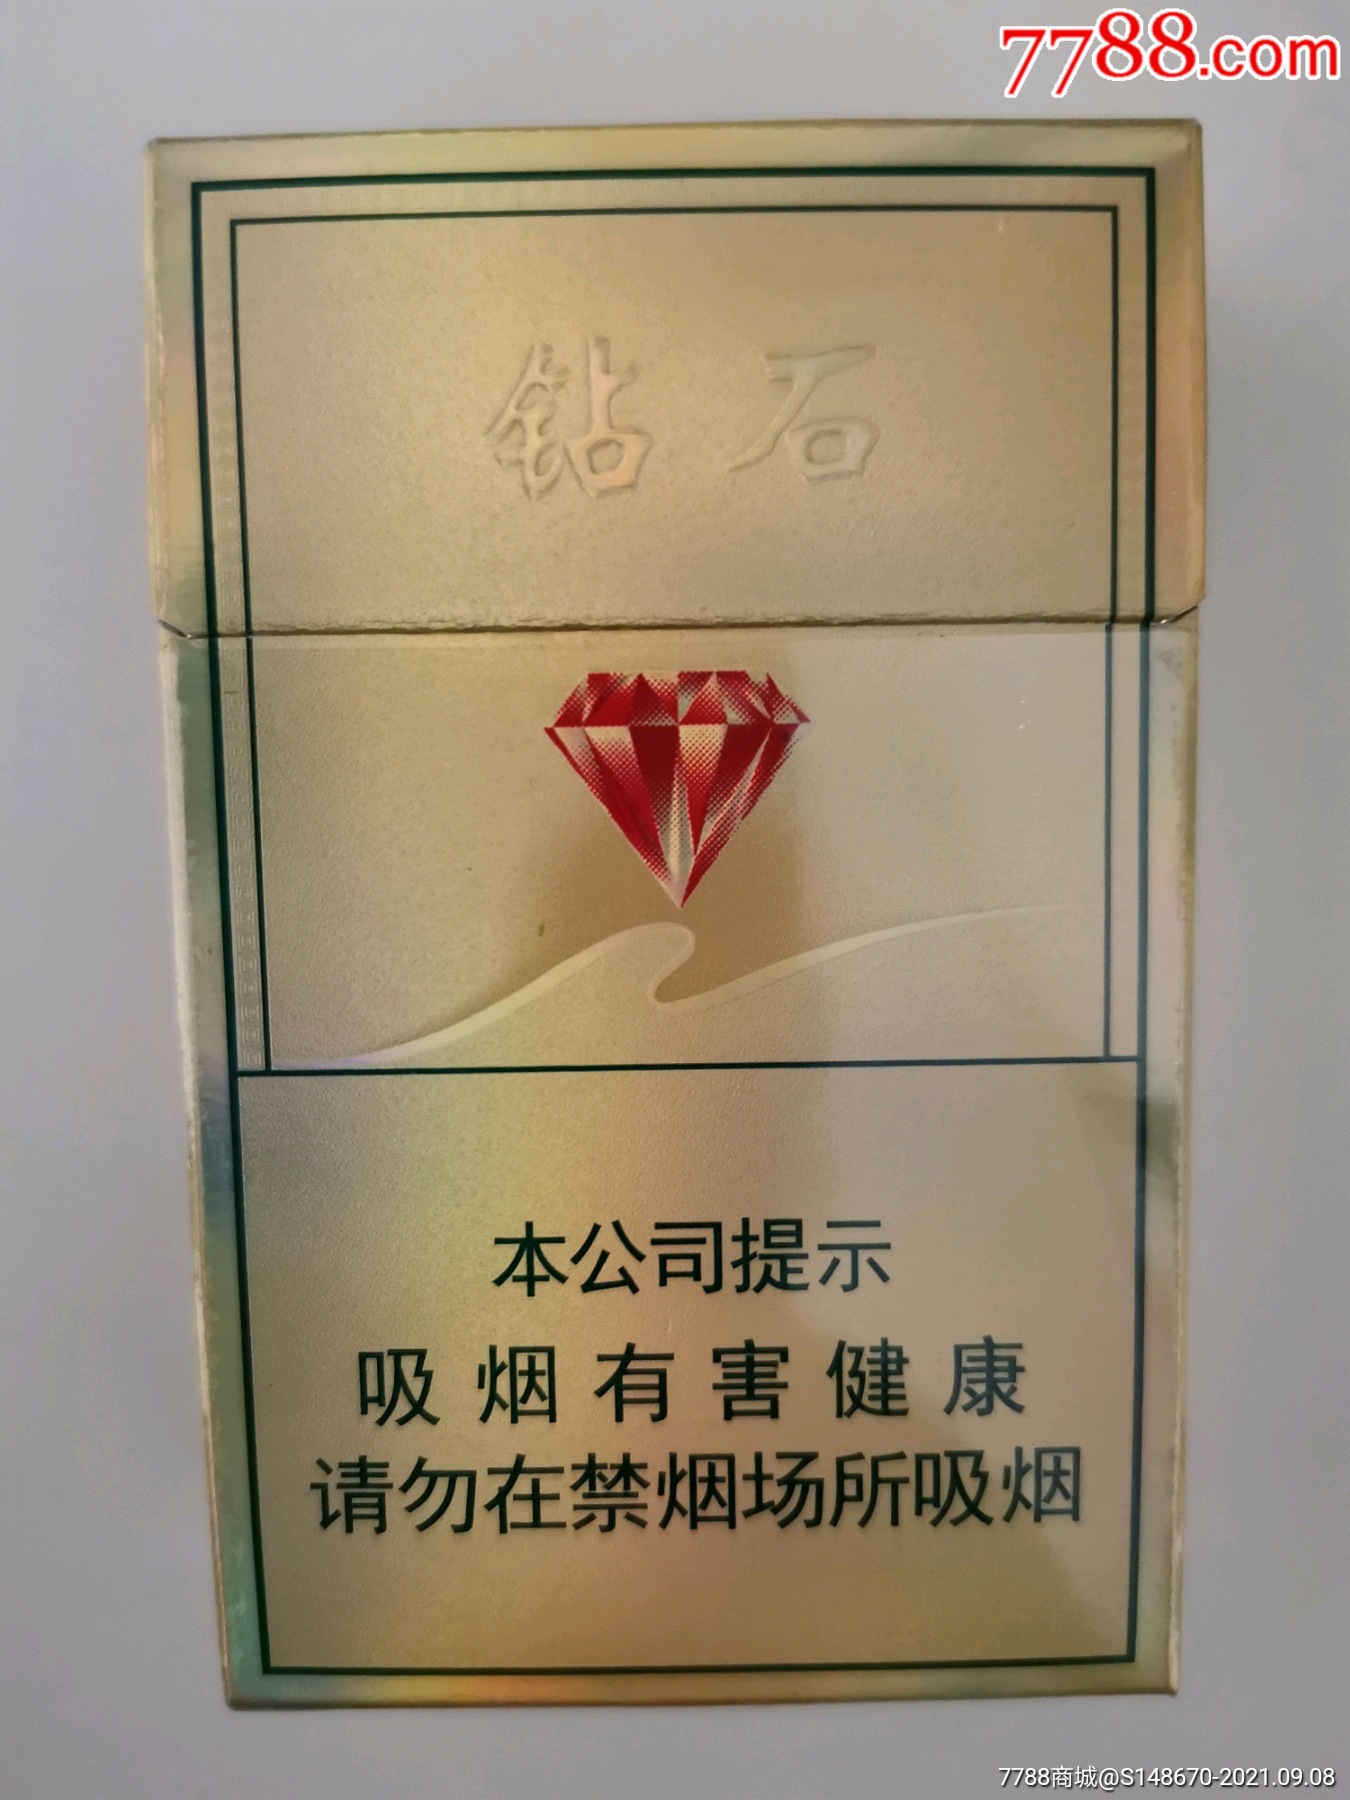 7788.com
钻石
本公司提示
吸烟有害健康
请勿在禁烟场所吸烟
7788商城@S148670-2021.09.08